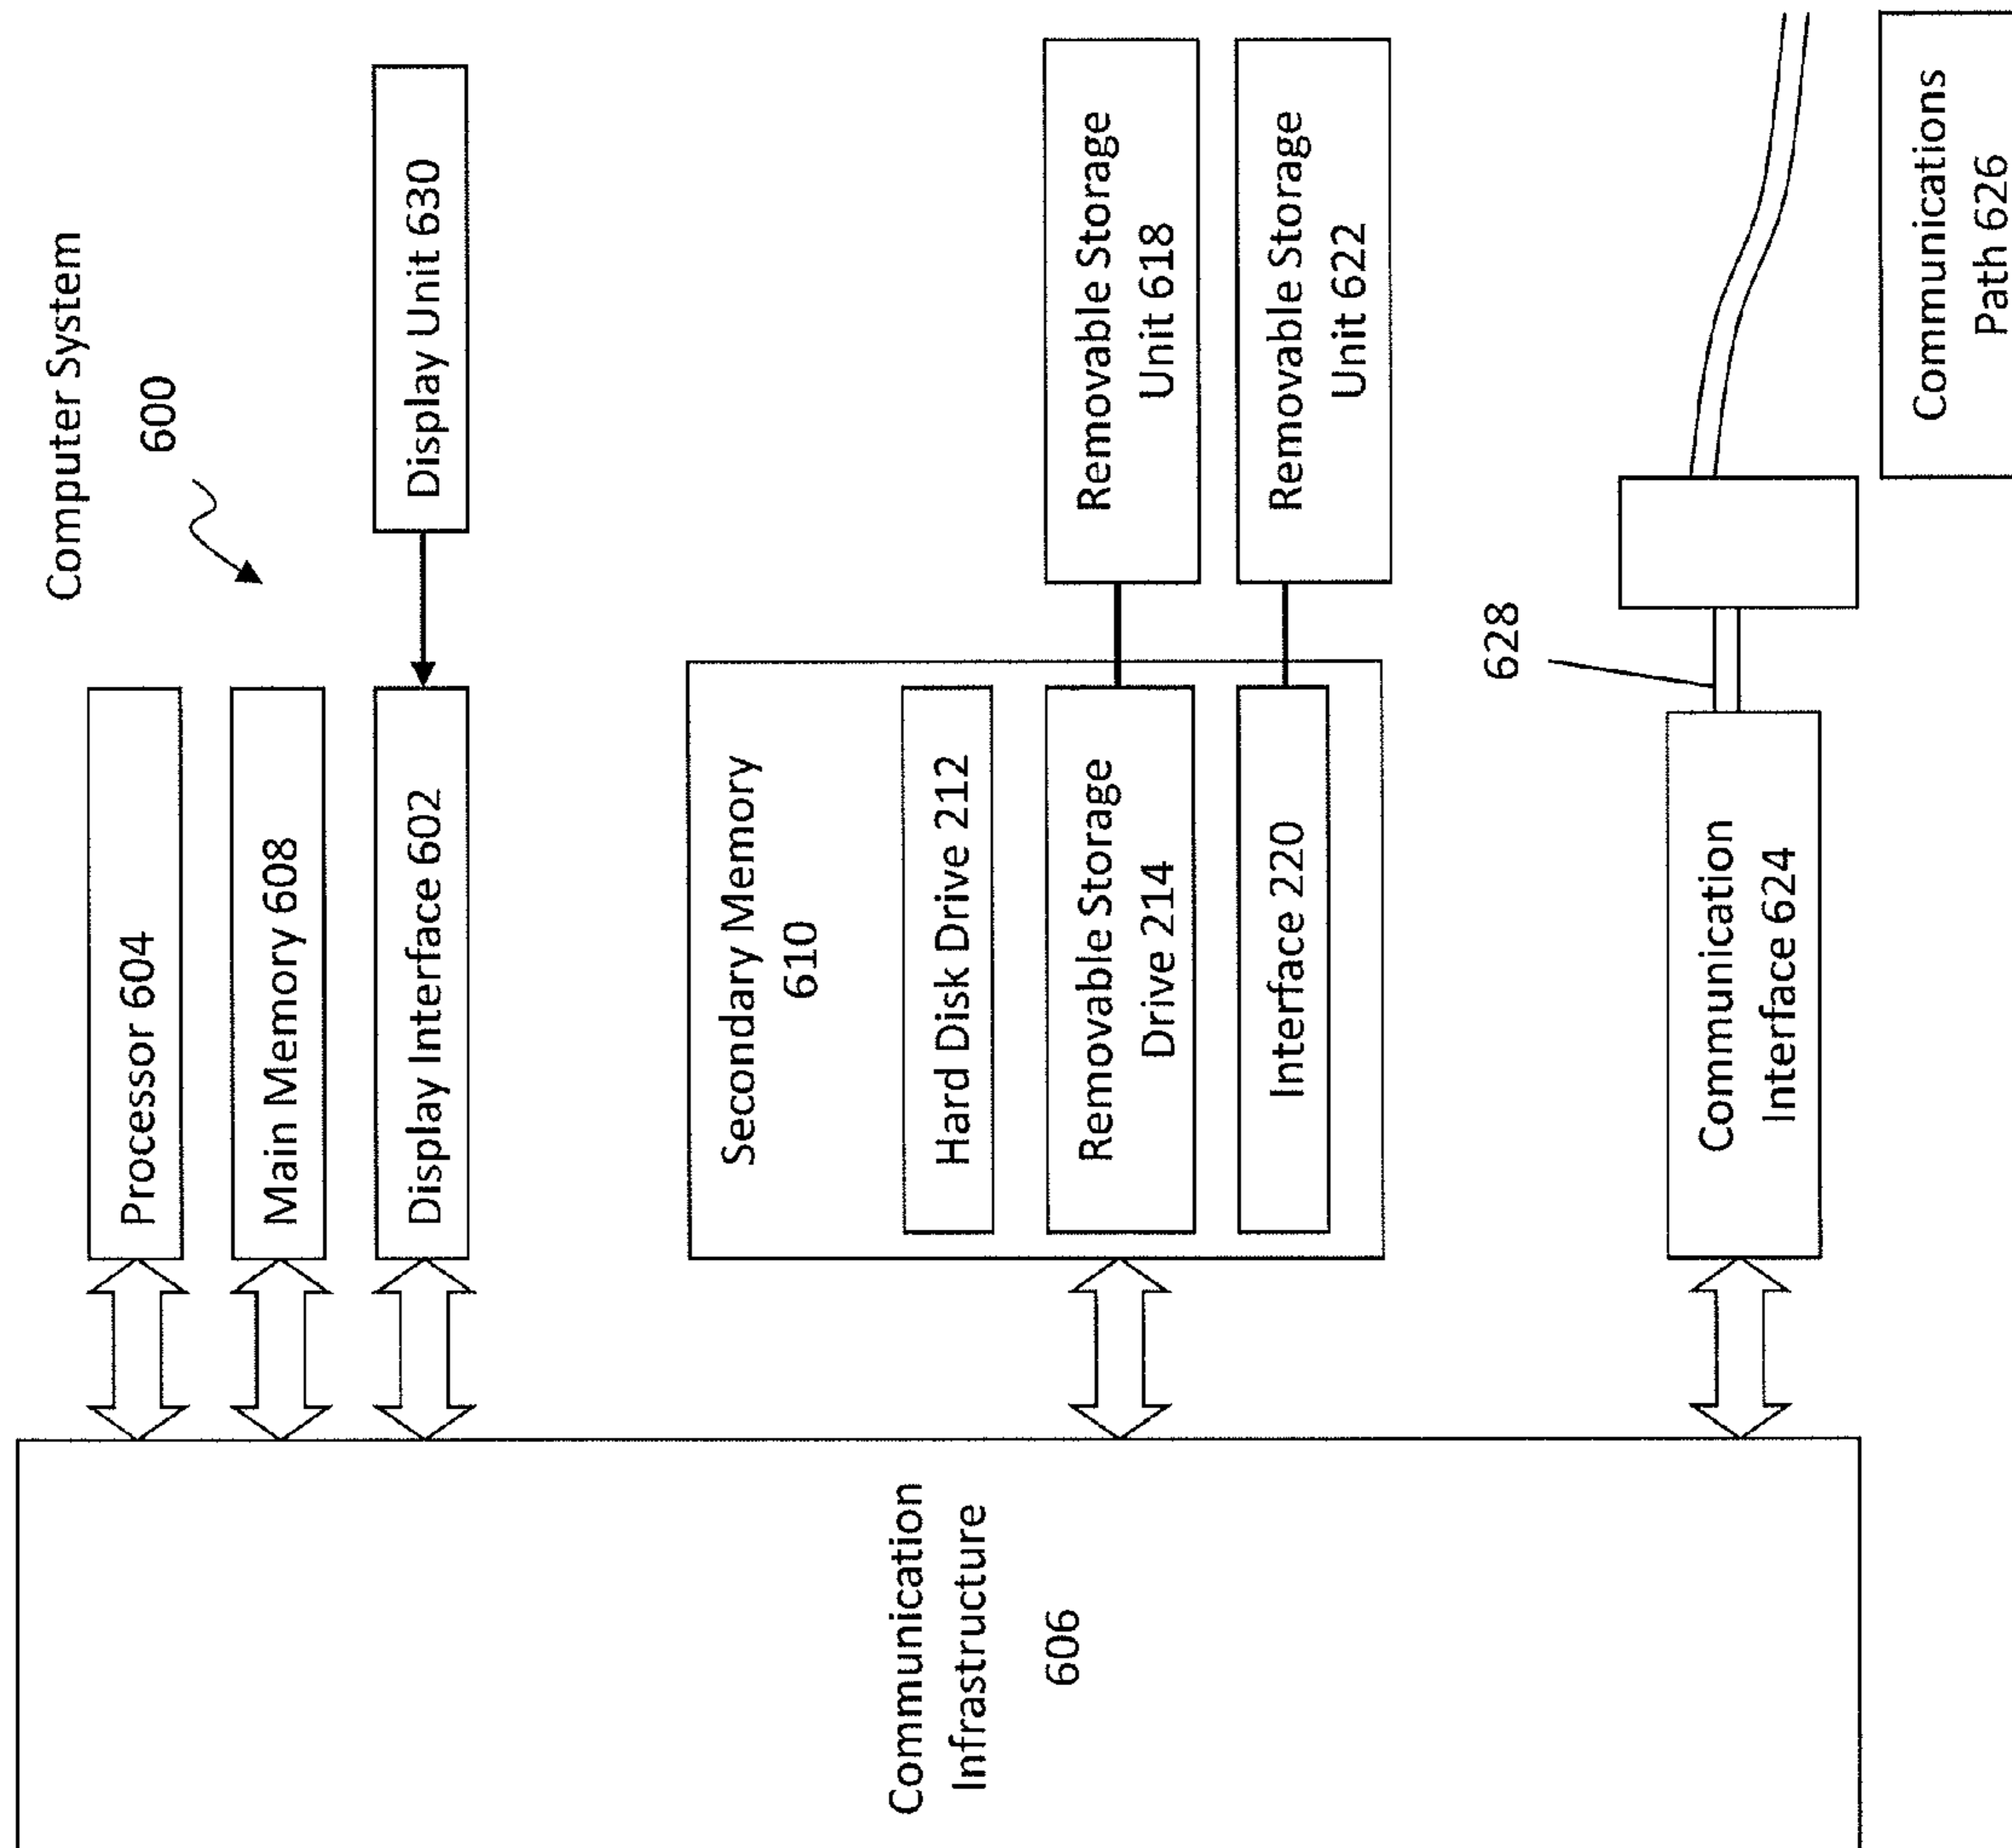 Computer System
600
Processor 604
Main Memory 608
Display Interface 602
Display Unit 630
Communication
Infrastructure
606
Secondary Memory
610
Hard Disk Drive 212
Removable Storage
Drive 214
Interface 220
Removable Storage
Unit 618
Removable Storage
Unit 622
628
Communication
Interface 624
Communications
Path 626